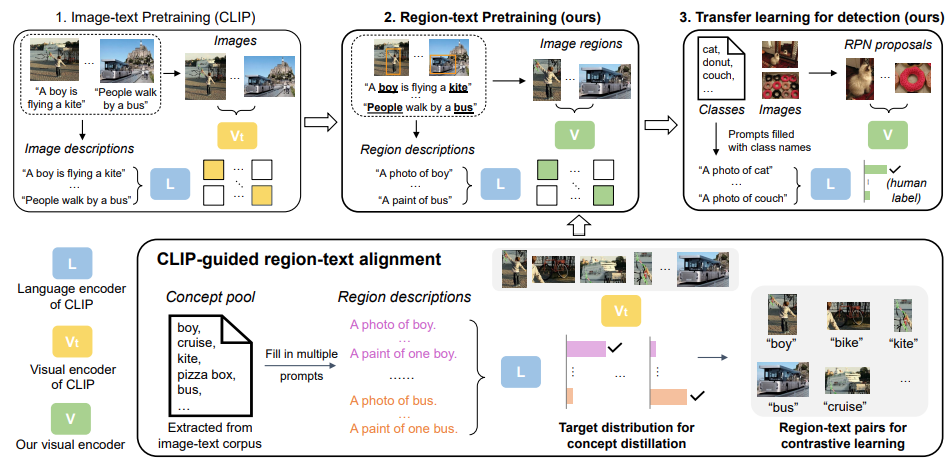 1. Image-text Pretraining (CLIP)
Images
...
...
"A boy is
flying a kite"
"People walk
by a bus"
Vt
Image descriptions
"A boy is flying a kite"
...
"People walk by a bus"
L
2. Region-text Pretraining (ours)
Image regions
...
...
"A boy is flying a kite"
...
"People walk by a bus"
V
Region descriptions
"A photo of boy"
...
"A paint of bus"
L
3. Transfer learning for detection (ours)
cat,
donut,
couch,
...
Classes
Images
RPN proposals
...
Prompts filled
with class names
V
"A photo of cat"
...
"A photo of couch"
L
(human
label)
L
Language encoder
of CLIP
Vt
Visual encoder
of CLIP
V
Our visual encoder
CLIP-guided region-text alignment
Concept pool
boy,
cruise,
kite,
pizza box,
bus,
...
Extracted from
image-text corpus
Fill in multiple
prompts
Region descriptions
A photo of boy.
...
A paint of one boy.
......
A photo of bus.
...
A paint of one bus.
L
...
Vt
...
Target distribution for
concept distillation
"boy"
"bike"
"kite"
"bus"
"cruise"
...
Region-text pairs for
contrastive learning